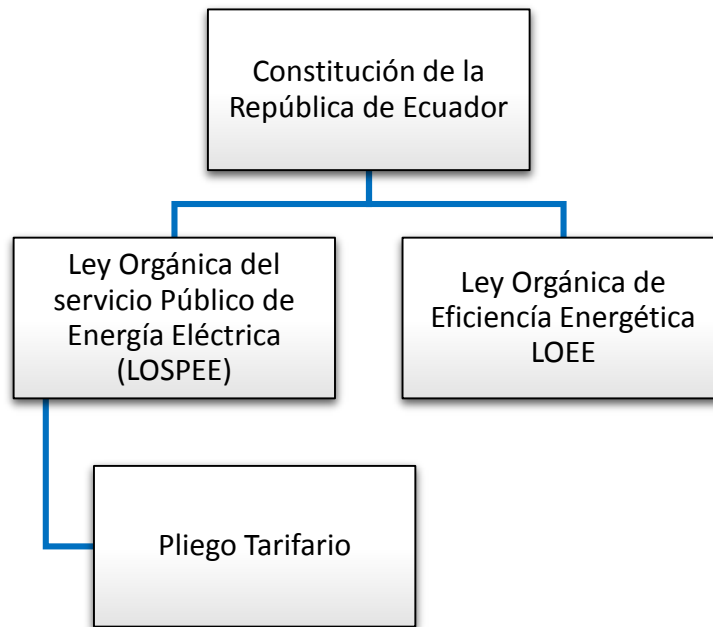 Constitución de la
República de Ecuador
Ley Orgánica del
servicio Público de
Energía Eléctrica
(LOSPEE)
Ley Orgánica de
Eficiencía Energética
LOEE
Pliego Tarifario